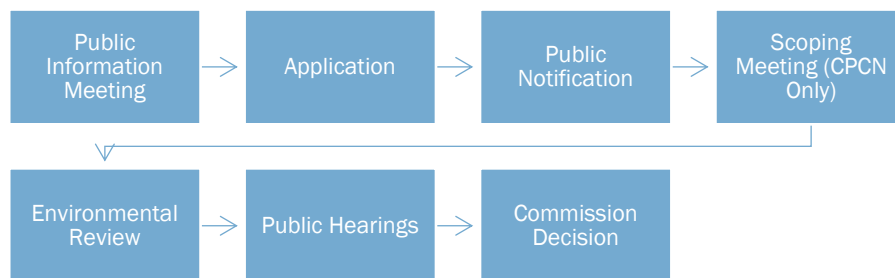 Public
Information
Meeting
Application
Public
Notification
Scoping
Meeting (CPCN
Only)
Environmental
Review
Public Hearings
Commission
Decision